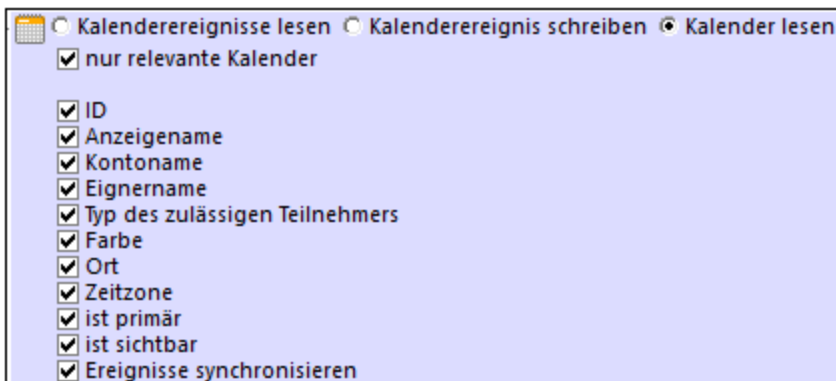 Kalenderereignisse lesen Kalenderereignis schreiben Kalender lesen
nur relevante Kalender
ID
Anzeigename
Kontoname
Eignername
Typ des zulässigen Teilnehmers
Farbe
Ort
Zeitzone
ist primär
ist sichtbar
Ereignisse synchronisieren